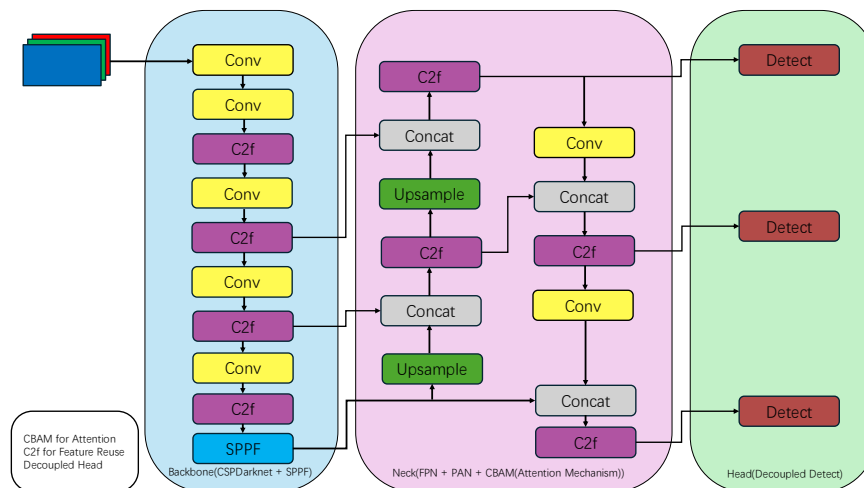 Conv
Conv
C2f
Conv
C2f
Conv
C2f
Conv
C2f
SPPF
Backbone(CSPDarknet + SPPF)
C2f
Concat
Upsample
C2f
Concat
Upsample
Conv
Concat
C2f
Conv
Concat
C2f
Neck(FPN + PAN + CBAM(Attention Mechanism))
Detect
Detect
Detect
Head(Decoupled Detect)
CBAM for Attention
C2f for Feature Reuse
Decoupled Head